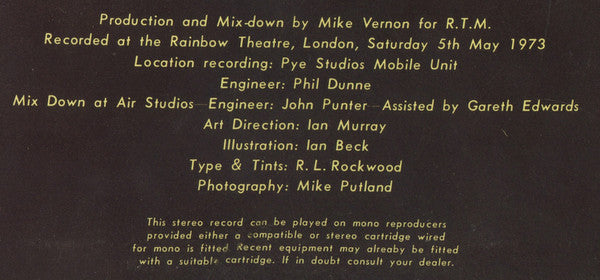 Production and Mix-down by Mike Vernon for R.T.M.
Recorded at the Rainbow Theatre, London, Saturday 5th May 1973
Location recording: Pye Studios Mobile Unit
Engineer: Phil Dunne
Mix Down at Air Studios—Engineer: John Punter—Assisted by Gareth Edwards
Art Direction: Ian Murray
Illustration: Ian Beck
Type & Tints: R. L. Rockwood
Photography: Mike Putland
This stereo record can be played on mono reproducers
provided either a compatible or stereo cartridge wired
for mono is fitted. Recent equipment may already be fitted
with a suitable cartridge. If in doubt consult your dealer.